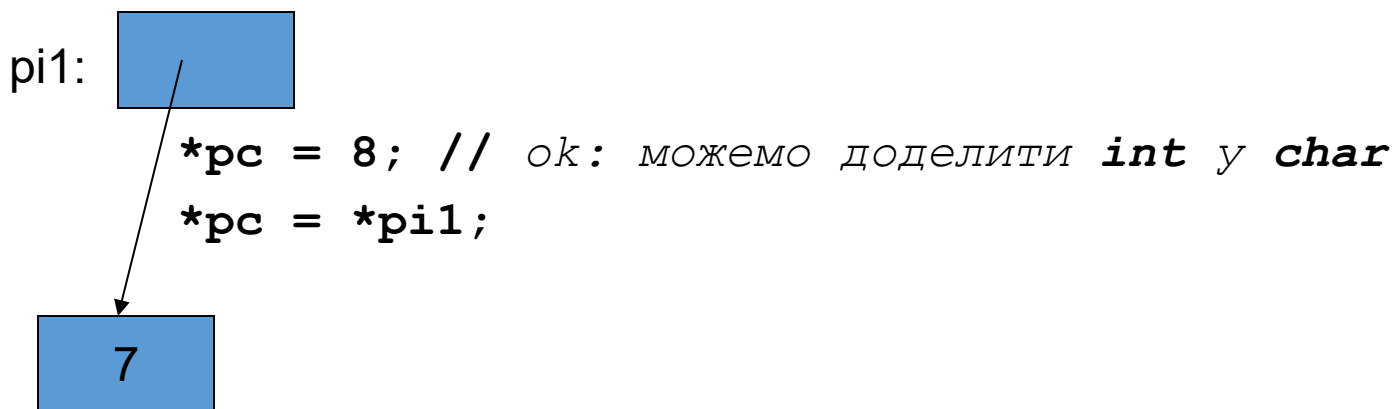 pi1:
*pc = 8; // ok: можемо доделити int у char
*pc = *pi1;
7